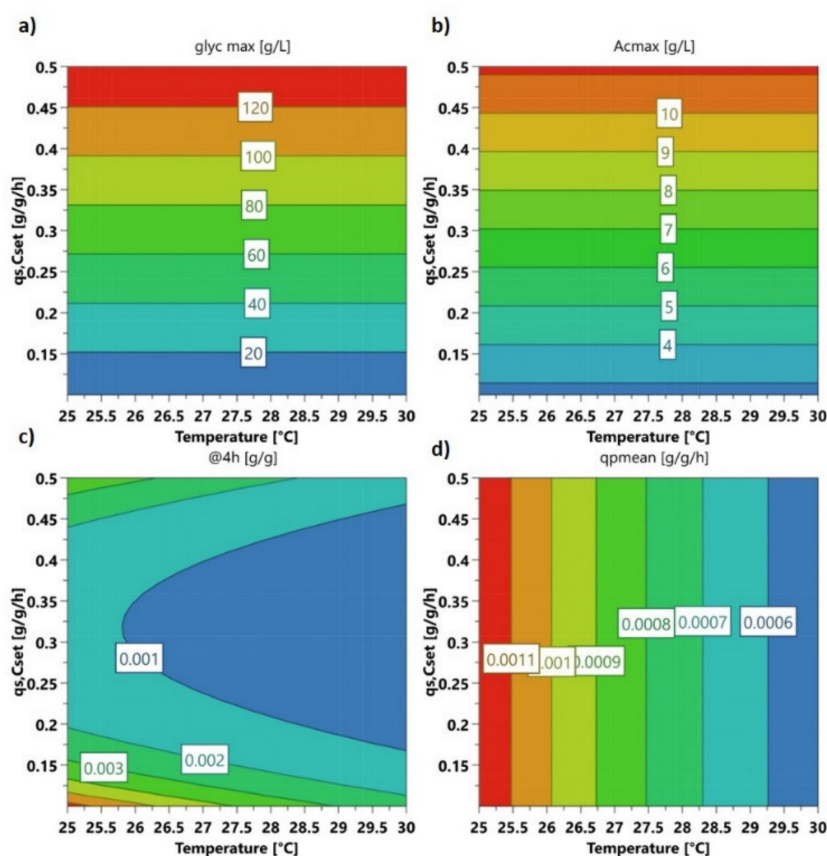 a)
glyc max [g/L]
qs,Cset [g/g/h]
0.5
0.45
0.4
0.35
0.3
0.25
0.2
0.15
120
100
80
60
40
20
25 25.5 26 26.5 27 27.5 28 28.5 29 29.5 30
Temperature [°C]
b)
Acmax [g/L]
qs,Cset [g/g/h]
0.5
0.45
0.4
0.35
0.3
0.25
0.2
0.15
10
9
8
7
6
5
4
25 25.5 26 26.5 27 27.5 28 28.5 29 29.5 30
Temperature [°C]
c)
@4h [g/g]
qs,Cset [g/g/h]
0.5
0.45
0.4
0.35
0.3
0.25
0.2
0.15
0.001
0.002
0.003
25 25.5 26 26.5 27 27.5 28 28.5 29 29.5 30
Temperature [°C]
d)
qpmean [g/g/h]
qs,Cset [g/g/h]
0.5
0.45
0.4
0.35
0.3
0.25
0.2
0.15
0.0011
.001
0.0009
0.0008
0.0007
0.0006
25 25.5 26 26.5 27 27.5 28 28.5 29 29.5 30
Temperature [°C]